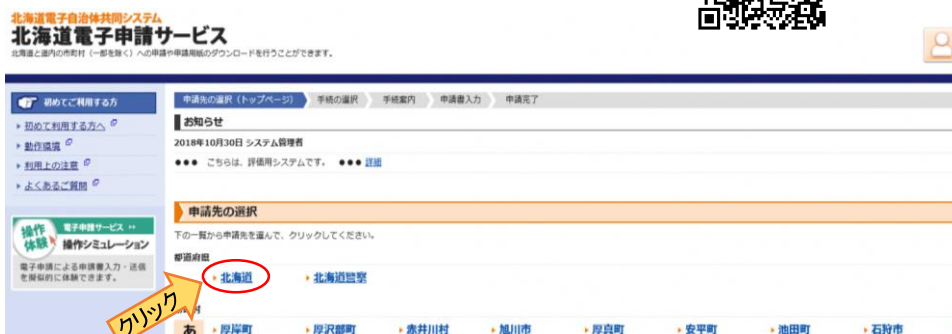 北海道電子自治体共同システム
北海道電子申請サービス
北海道と道内の市町村（一部を除く）への申請や申請用紙のダウンロードを行うことができます。
初めてご利用する方
初めて利用する方へ
動作環境
利用上の注意
よくあるご質問
操作体験
電子申請サービス
操作シミュレーション
電子申請による申請書入力・送信を擬似的に体験できます。
申請先の選択（トップページ） 手続の選択 手続案内 申請書入力 申請完了
お知らせ
2018年10月30日 システム管理者
●●● こちらは、評価用システムです。 ●●● 詳細
申請先の選択
下の一覧から申請先を選んで、クリックしてください。
都道府県
北海道 北海道警察
クリック
村
あ 厚岸町 厚沢部町 赤井川村 旭川市 厚真町 安平町 池田町 石狩市